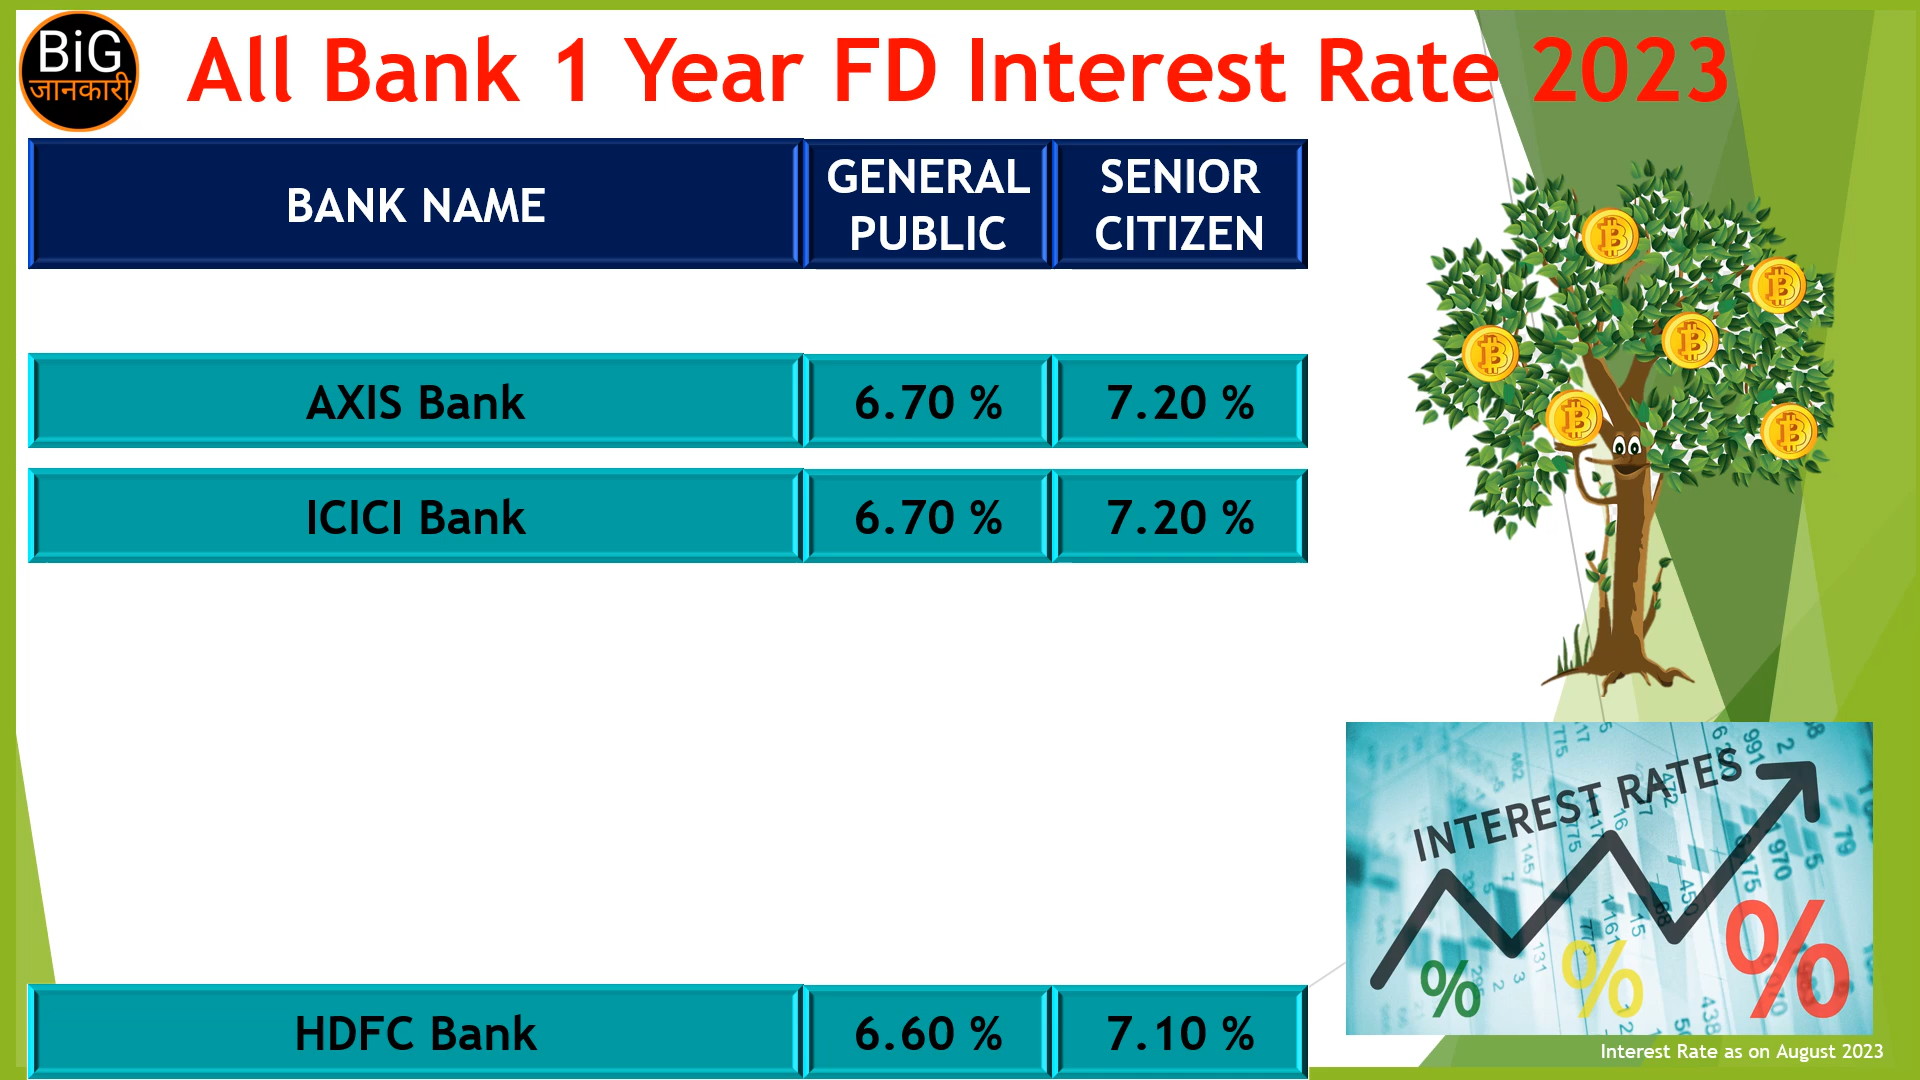 BiG
जानकारी
All Bank 1 Year FD Interest Rate 2023
BANK NAME
GENERAL
PUBLIC
SENIOR
CITIZEN
AXIS Bank 6.70 % 7.20 %
ICICI Bank 6.70 % 7.20 %
HDFC Bank 6.60 % 7.10 %
INTEREST RATES
% % %
Interest Rate as on August 2023